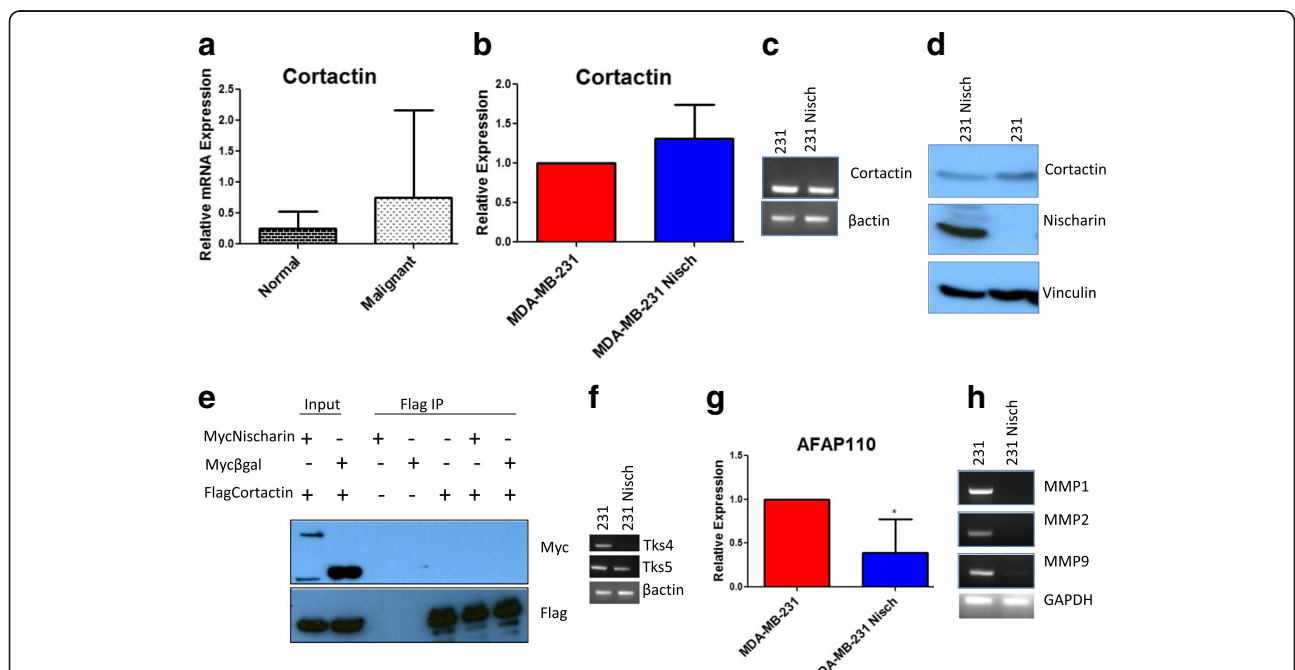 a
Cortactin
Relative mRNA Expression
2.5
2.0
1.5
1.0
0.5
0.0
Normal
Malignant
b
Cortactin
Relative Expression
2.0
1.5
1.0
0.5
0.0
MDA-MB-231
MDA-MB-231 Nisch
c
231
231 Nisch
Cortactin
βactin
d
231 Nisch
231
Cortactin
Nischarin
Vinculin
e
Input Flag IP
MycNischarin + - + - - + -
Mycβgal - + - + - - +
FlagCortactin + + - - + + +
Myc
Flag
f
231
231 Nisch
Tks4
Tks5
βactin
g
AFAP110
Relative Expression
1.5
1.0
0.5
0.0
*
MDA-MB-231
MDA-MB-231 Nisch
h
231
231 Nisch
MMP1
MMP2
MMP9
GAPDH